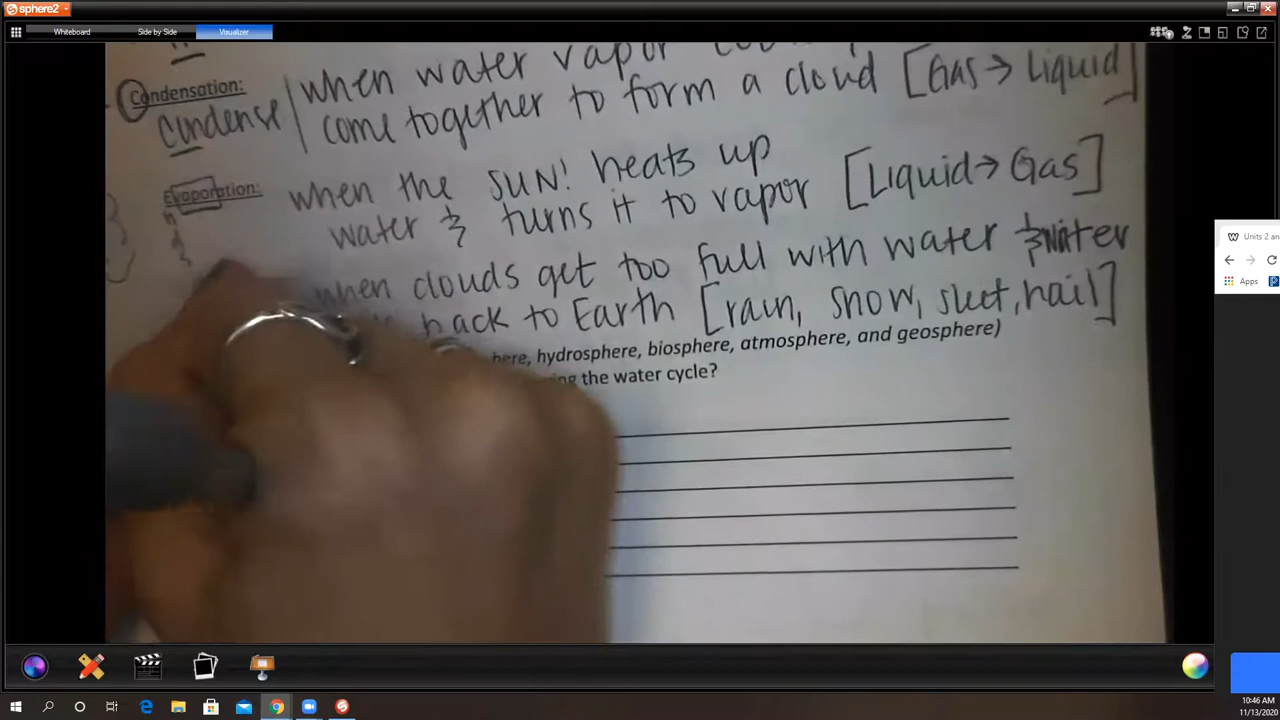 sphere2
Whiteboard Side by Side Visualizer
Condensation: when water vapor
condense come together to form a cloud [Gas → Liquid]
Evaporation: when the SUN! heats up
water & turns it to vapor [Liquid → Gas]
when clouds get too full with water & water
back to Earth [rain, snow, sleet, hail]
hydrosphere, biosphere, atmosphere, and geosphere)
the water cycle?
Units 2 an
Apps
10:46 AM
11/13/2020